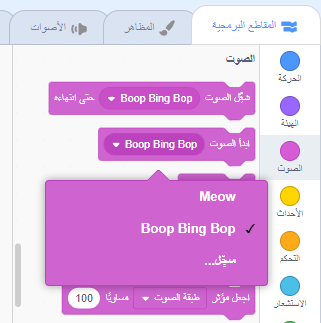 المقاطع البرمجية
المظاهر
الأصوات
الصوت
الحركة
الهيئة
الصوت
الأحداث
التحكم
الاستشعار
شغّل الصوت Boop Bing Bop حتى انتهاءه
ابدأ الصوت Boop Bing Bop
Meow
Boop Bing Bop
سجّل...
اجعل مؤثر طبقة الصوت مساويًا 100